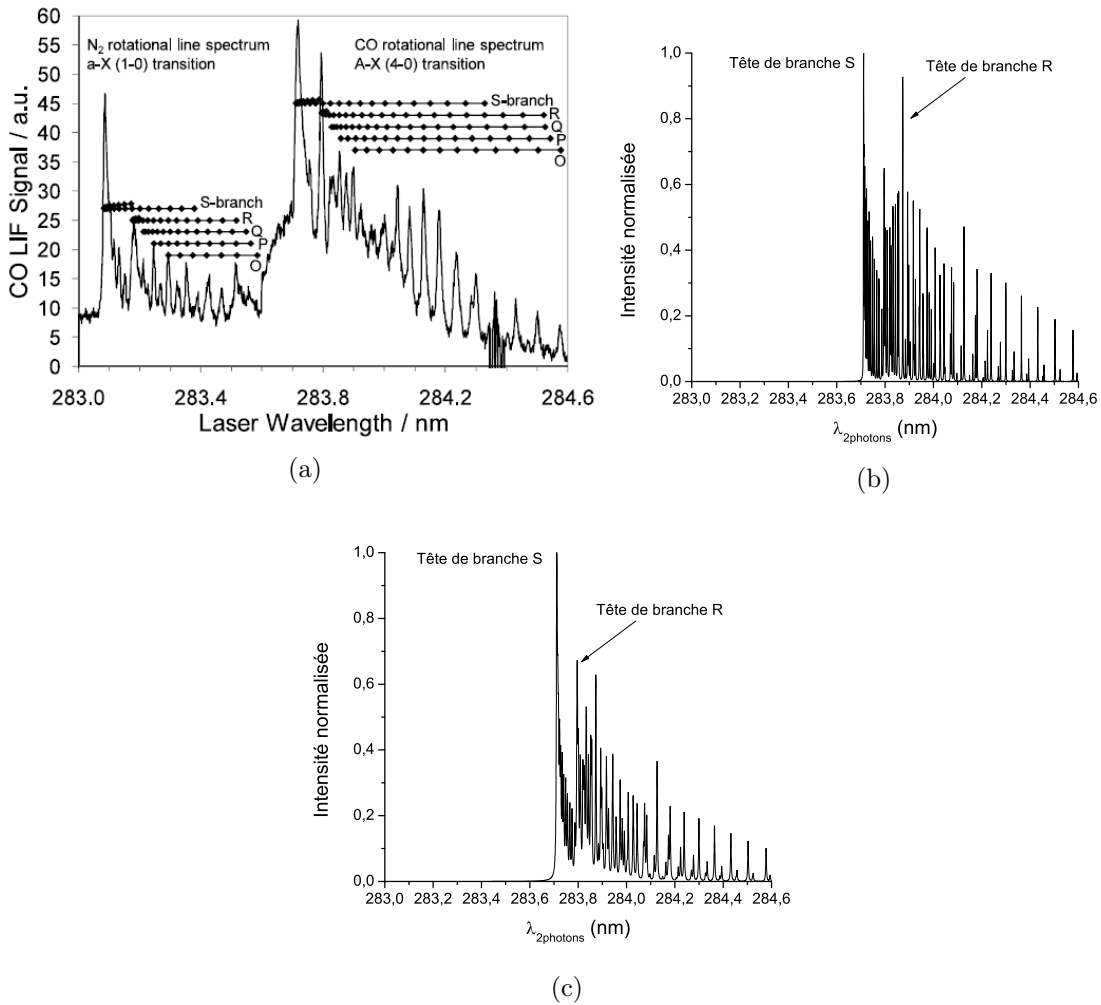 N₂ rotational line spectrum
a-X (1-0) transition
CO rotational line spectrum
A-X (4-0) transition
S-branch
R
Q
P
O
S-branch
R
Q
P
O
60
55
50
45
40
35
30
25
20
15
10
5
0
CO LIF Signal / a.u.
283.0
283.4
283.8
284.2
284.6
Laser Wavelength / nm
(a)
Tête de branche S
Tête de branche R
1,0
0,8
0,6
0,4
0,2
0,0
Intensité normalisée
283,0
283,2
283,4
283,6
283,8
284,0
284,2
284,4
284,6
λ2photons (nm)
(b)
Tête de branche S
Tête de branche R
1,0
0,8
0,6
0,4
0,2
0,0
Intensité normalisée
283,0
283,2
283,4
283,6
283,8
284,0
284,2
284,4
284,6
λ2photons (nm)
(c)